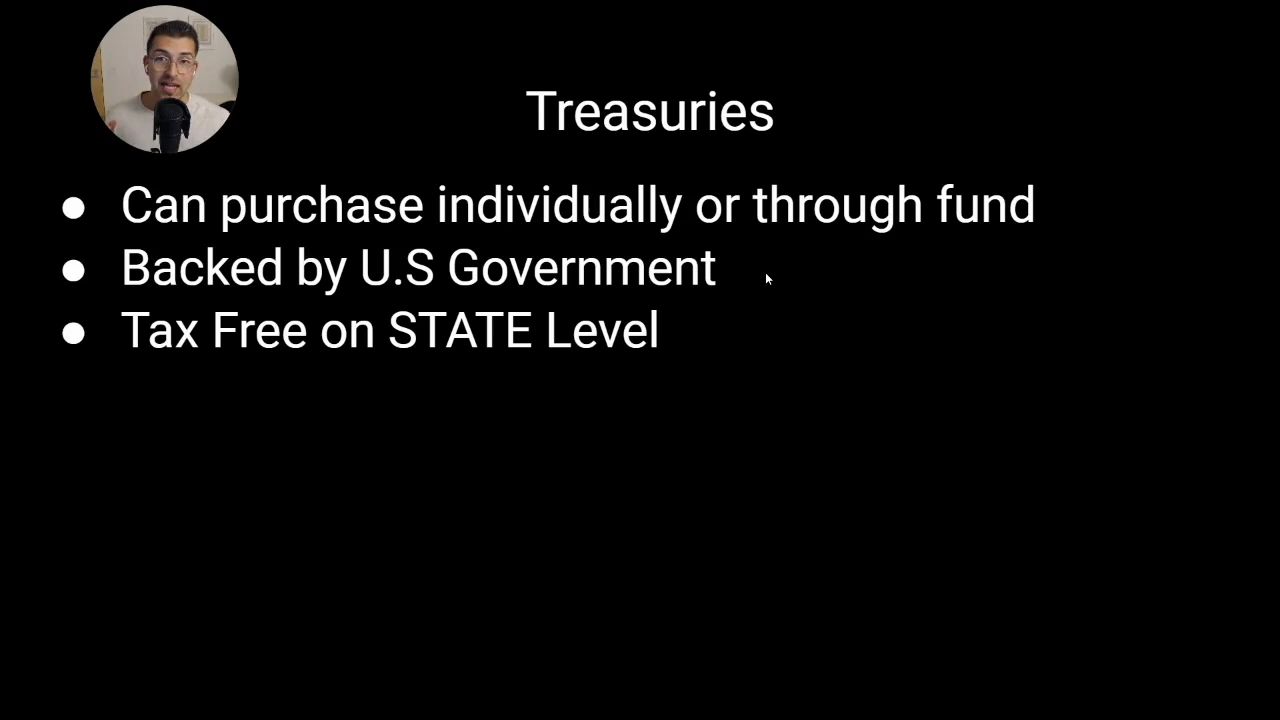 Treasuries
● Can purchase individually or through fund
● Backed by U.S Government
● Tax Free on STATE Level